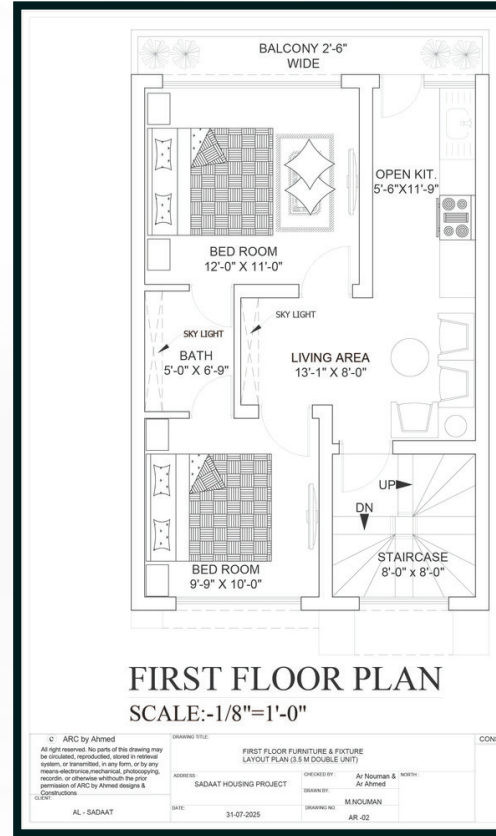 BALCONY 2'-6"
WIDE
OPEN KIT.
5'-6"X11'-9"
BED ROOM
12'-0" X 11'-0"
SKY LIGHT
SKY LIGHT
BATH
5'-0" X 6'-9"
LIVING AREA
13'-1" X 8'-0"
UP
DN
STAIRCASE
8'-0" x 8'-0"
BED ROOM
9'-9" X 10'-0"
FIRST FLOOR PLAN
SCALE:-1/8"=1'-0"
C ARC by Ahmed
All right reserved. No parts of this drawing may
be circulated, reproductied, stored in retrieval
system, or transmitted, in any form, or by any
means-electronice,mechanical, photocopying,
recordin. or otherwise whithouth the prior
permission of ARC by Ahmed designs &
Constructions
CLIENT:
AL - SADAAT
DRAWING TITLE:
FIRST FLOOR FURNITURE & FIXTURE
LAYOUT PLAN (3.5 M DOUBLE UNIT)
ADDRESS:
SADAAT HOUSING PROJECT
DATE:
31-07-2025
CHECKED BY:
Ar Nouman &
Ar Ahmed
DRAWN BY:
M.NOUMAN
DRAWING NO.
AR -02
NORTH: